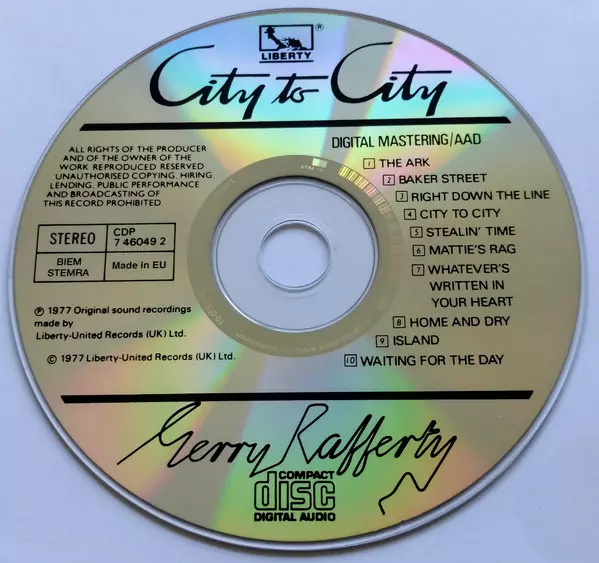 LIBERTY
®
City to City
DIGITAL MASTERING/AAD
ALL RIGHTS OF THE PRODUCER
AND OF THE OWNER OF THE
WORK REPRODUCED RESERVED
UNAUTHORISED COPYING, HIRING,
LENDING, PUBLIC PERFORMANCE
AND BROADCASTING OF
THIS RECORD PROHIBITED
STEREO
CDP
7 46049 2
BIEM
STEMRA
Made in EU
℗ 1977 Original sound recordings
made by
Liberty-United Records (UK) Ltd.
© 1977 Liberty-United Records (UK) Ltd.
1 THE ARK
2 BAKER STREET
3 RIGHT DOWN THE LINE
4 CITY TO CITY
5 STEALIN' TIME
6 MATTIE'S RAG
7 WHATEVER'S
WRITTEN IN
YOUR HEART
8 HOME AND DRY
9 ISLAND
10 WAITING FOR THE DAY
Gerry Rafferty
COMPACT
disc
DIGITAL AUDIO